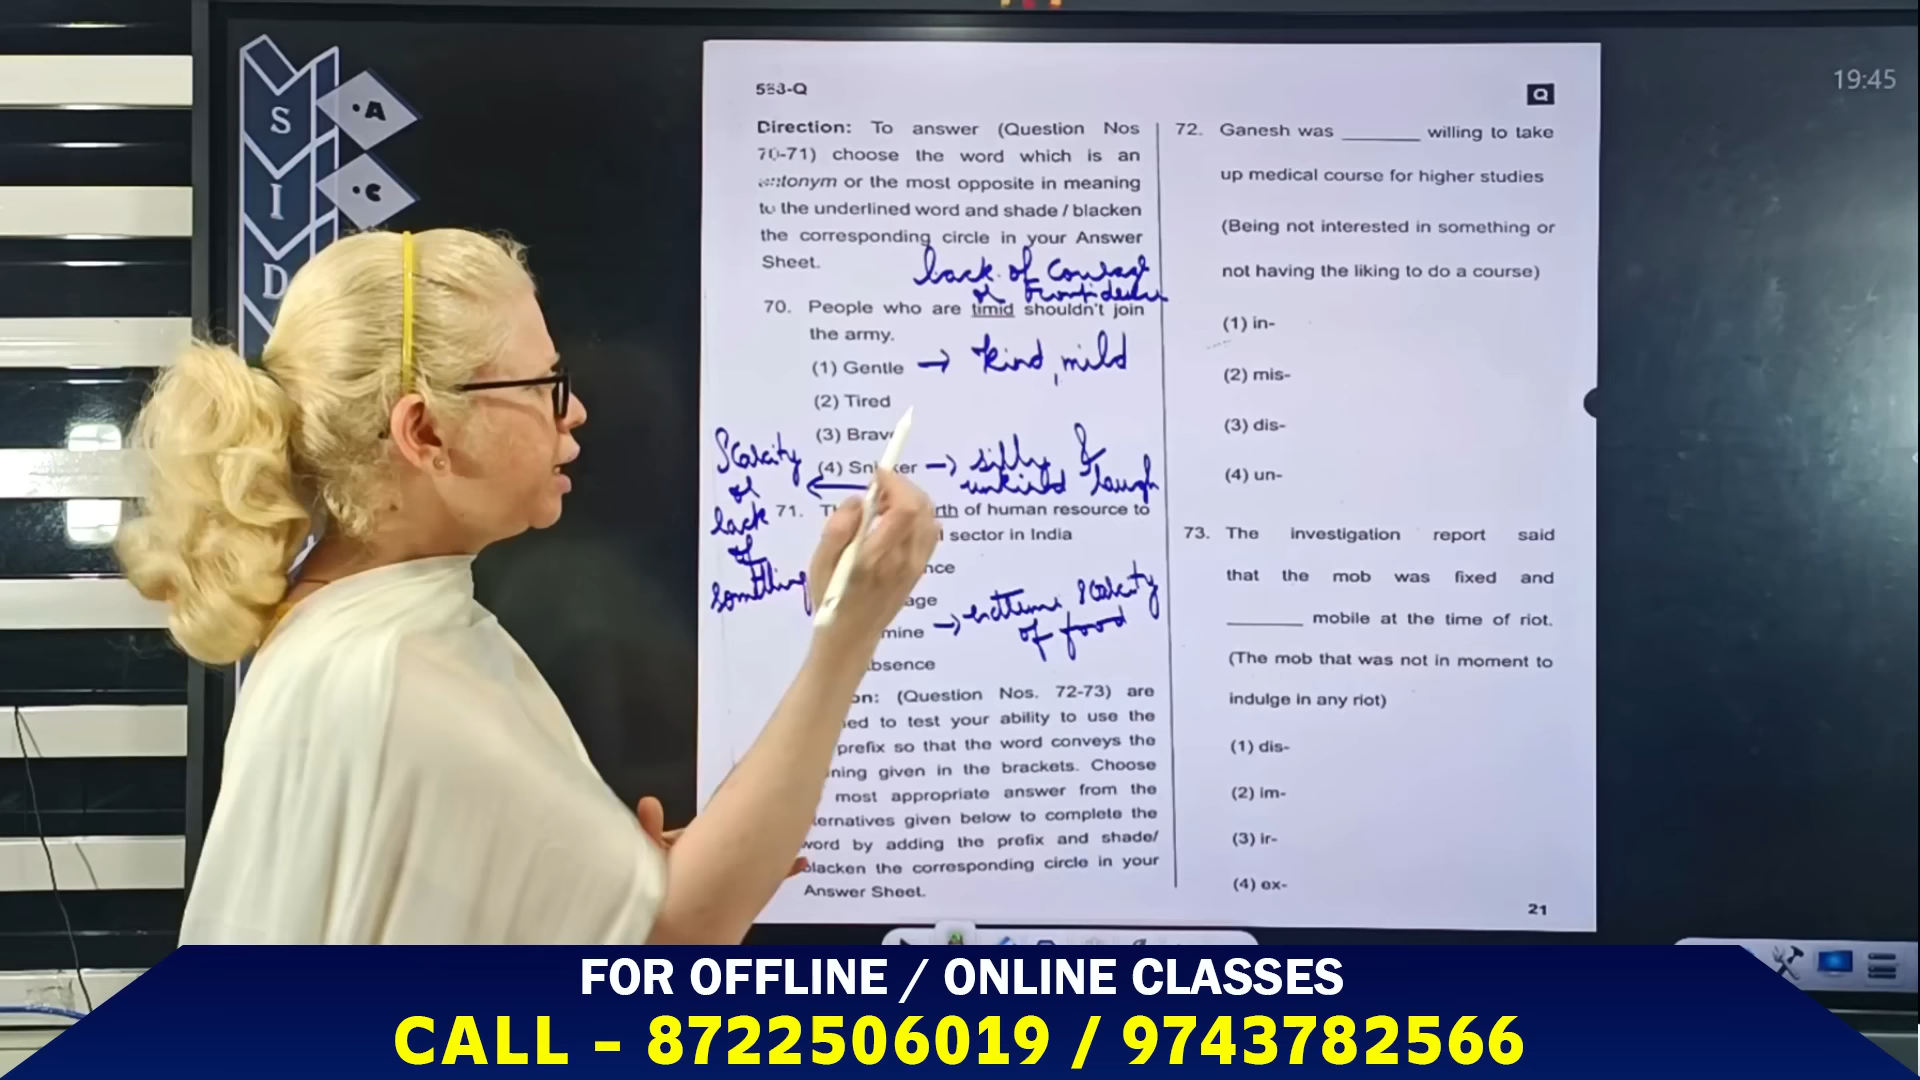 S
I
D
•A
•C
19:45
583-Q
Q
Direction: To answer (Question Nos
70-71) choose the word which is an
antonym or the most opposite in meaning
to the underlined word and shade / blacken
the corresponding circle in your Answer
Sheet.
lack of Courage
or
70. People who are timid shouldn't join
the army.
(1) Gentle → kind, mild
(2) Tired
(3) Brav
(4) Sn ker → silly &
unkind laugh
Scalcity
of
lack
of
something
71. rth of human resource to
sector in India
nce
age
mine → Scalcity
of food
bsence
on: (Question Nos. 72-73) are
ed to test your ability to use the
prefix so that the word conveys the
ning given in the brackets. Choose
most appropriate answer from the
ernatives given below to complete the
word by adding the prefix and shade/
blacken the corresponding circle in your
Answer Sheet.
72. Ganesh was ________ willing to take
up medical course for higher studies
(Being not interested in something or
not having the liking to do a course)
(1) in-
(2) mis-
(3) dis-
(4) un-
73. The investigation report said
that the mob was fixed and
________ mobile at the time of riot.
(The mob that was not in moment to
indulge in any riot)
(1) dis-
(2) im-
(3) ir-
(4) ex-
21
FOR OFFLINE / ONLINE CLASSES
CALL – 8722506019 / 9743782566